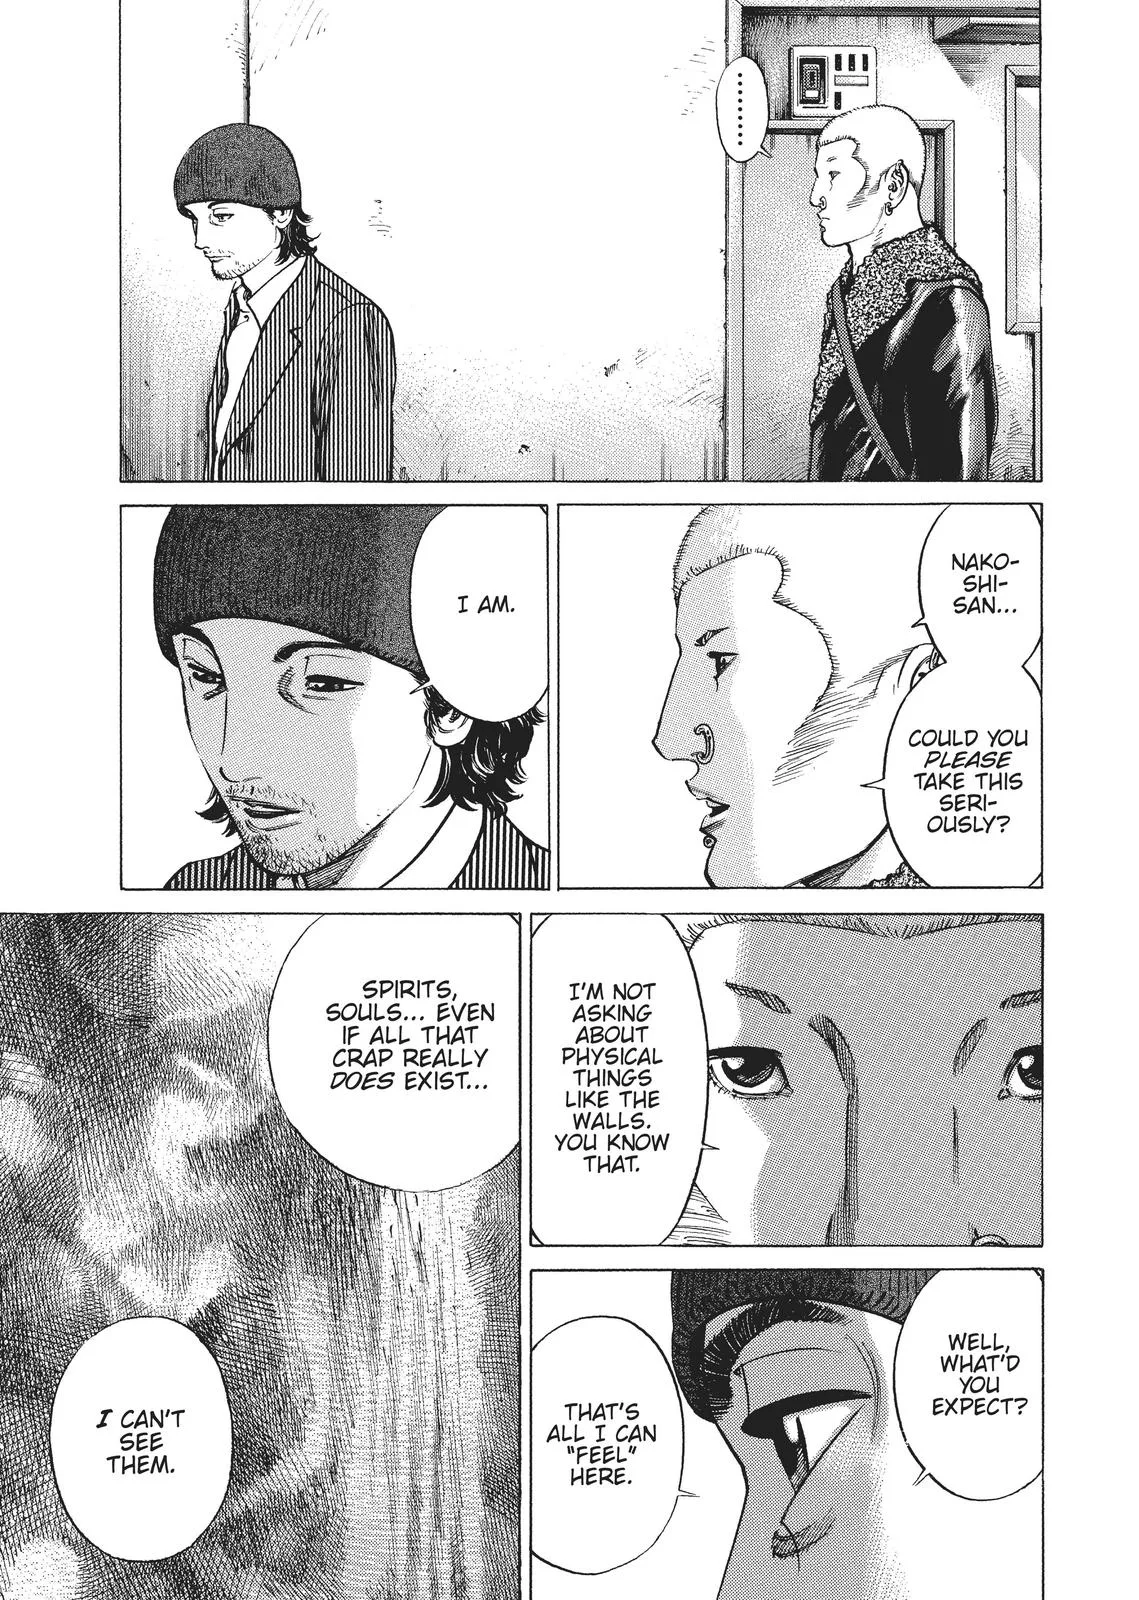 ………
NAKO-
SHI-
SAN...
COULD YOU
PLEASE
TAKE THIS
SERI-
OUSLY?
I AM.
I'M NOT
ASKING
ABOUT
PHYSICAL
THINGS
LIKE THE
WALLS.
YOU KNOW
THAT.
WELL,
WHAT'D
YOU
EXPECT?
THAT'S
ALL I CAN
"FEEL"
HERE.
SPIRITS,
SOULS... EVEN
IF ALL THAT
CRAP REALLY
DOES EXIST...
I CAN'T
SEE
THEM.